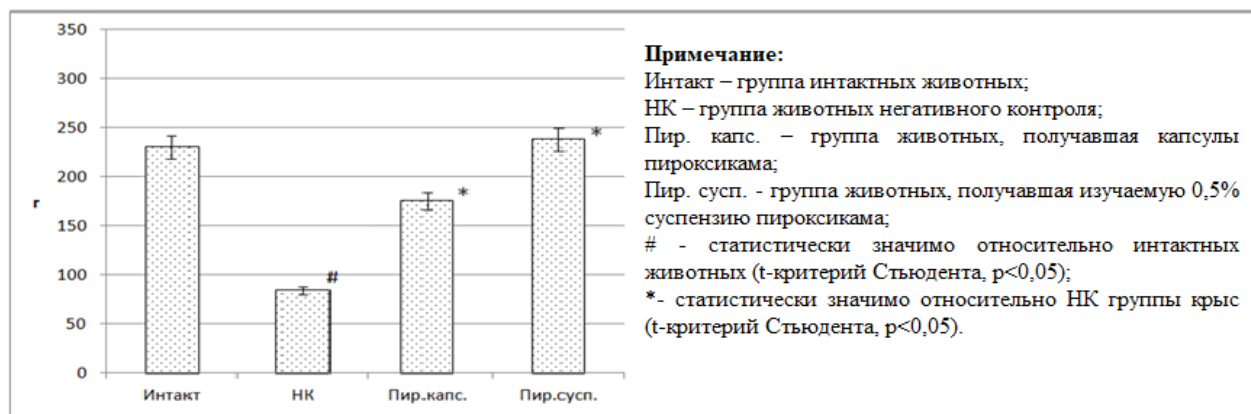 350
300
250
200
150
100
50
0
г
Интакт
НК
Пир.капс.
Пир.сусп.
#
*
*
Примечание:
Интакт – группа интактных животных;
НК – группа животных негативного контроля;
Пир. капс. – группа животных, получавшая капсулы
пироксикама;
Пир. сусп. - группа животных, получавшая изучаемую 0,5%
суспензию пироксикама;
# - статистически значимо относительно интактных
животных (t-критерий Стьюдента, p<0,05);
*- статистически значимо относительно НК группы крыс
(t-критерий Стьюдента, p<0,05).